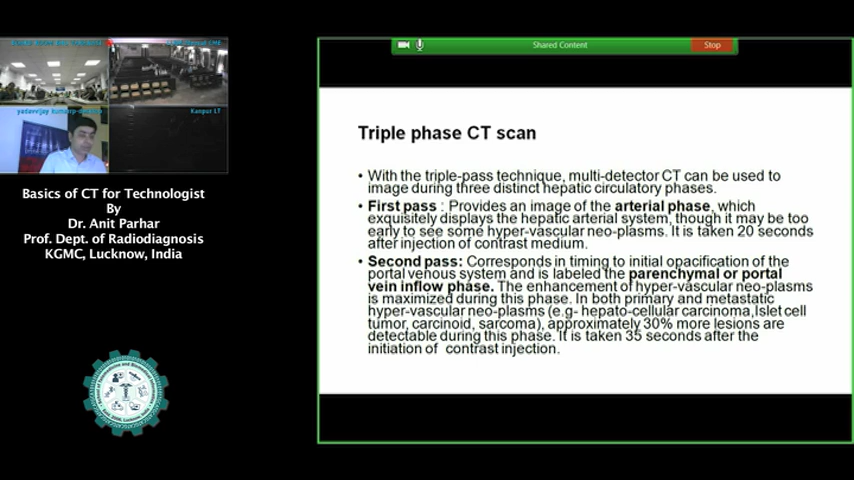 Kanpur LT
Basics of CT for Technologist
By
Dr. Anit Parhar
Prof. Dept. of Radiodiagnosis
KGMC, Lucknow, India
Shared Content
Stop
Triple phase CT scan
• With the triple-pass technique, multi-detector CT can be used to
image during three distinct hepatic circulatory phases.
• First pass : Provides an image of the arterial phase, which
exquisitely displays the hepatic arterial system, though it may be too
early to see some hyper-vascular neo-plasms. It is taken 20 seconds
after injection of contrast medium.
• Second pass: Corresponds in timing to initial opacification of the
portal venous system and is labeled the parenchymal or portal
vein inflow phase. The enhancement of hyper-vascular neo-plasms
is maximized during this phase. In both primary and metastatic
hyper-vascular neo-plasms (e.g- hepato-cellular carcinoma,Islet cell
tumor, carcinoid, sarcoma), approximately 30% more lesions are
detectable during this phase. It is taken 35 seconds after the
initiation of contrast injection.